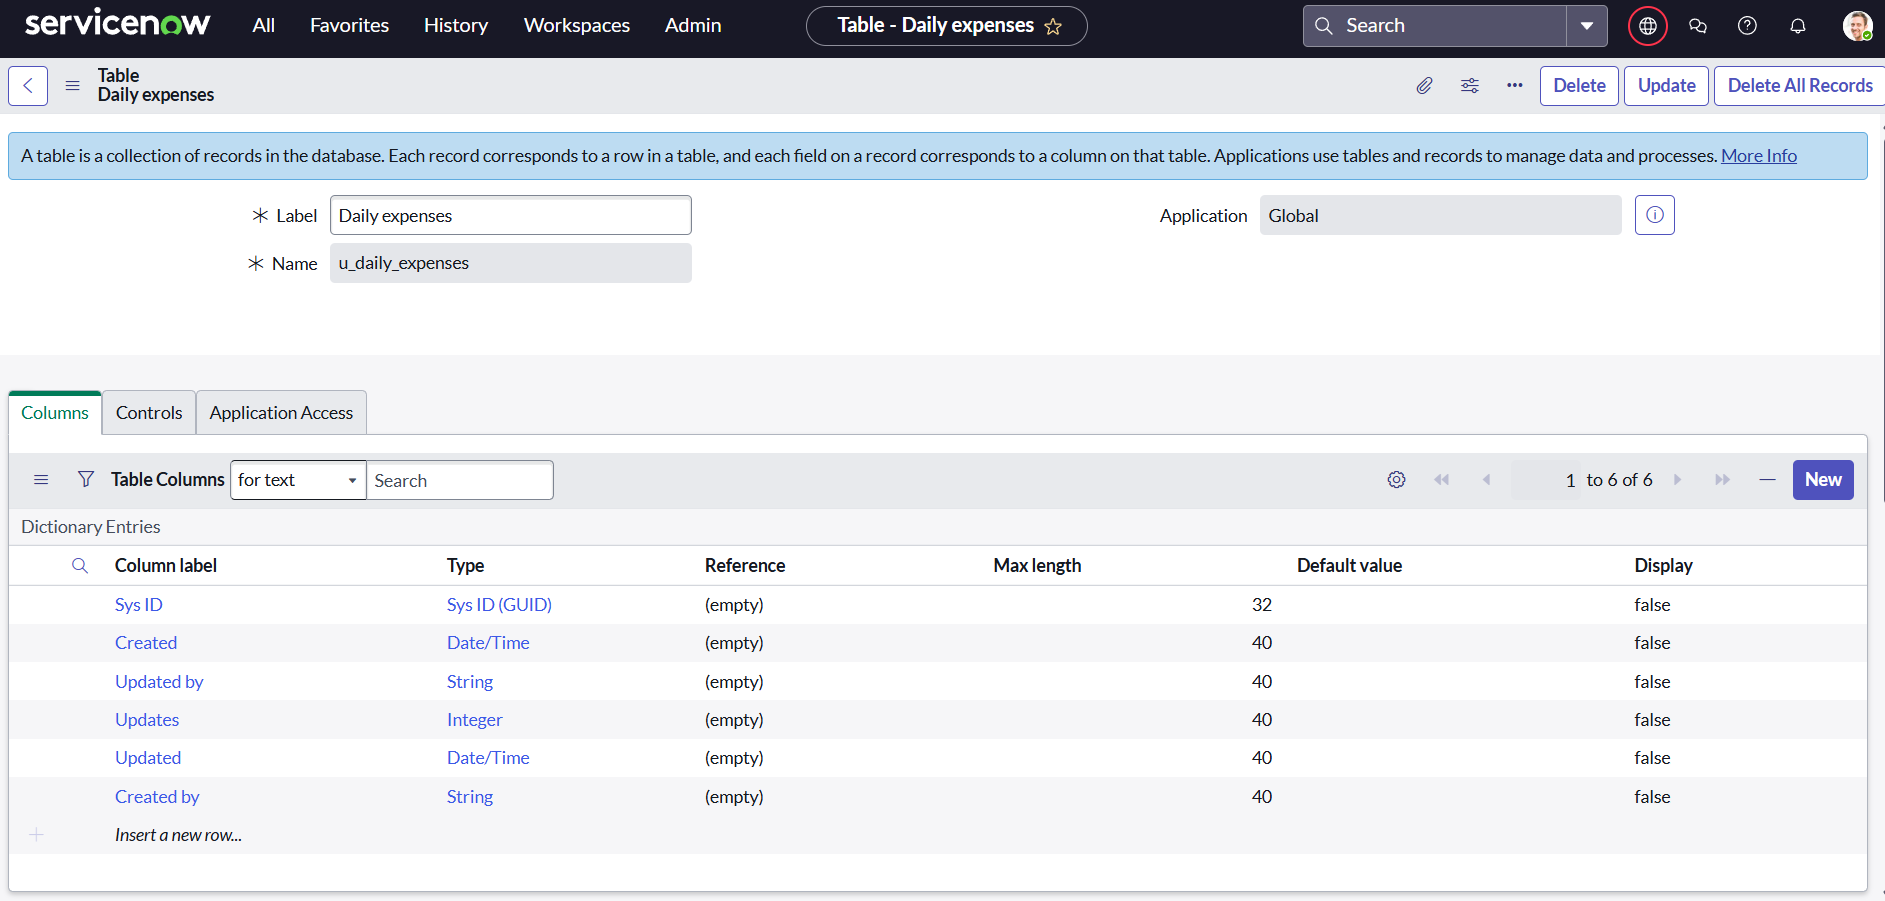 servicenow All Favorites History Workspaces Admin Table - Daily expenses Search
Table
Daily expenses
Delete Update Delete All Records
A table is a collection of records in the database. Each record corresponds to a row in a table, and each field on a record corresponds to a column on that table. Applications use tables and records to manage data and processes. More Info
Label Daily expenses Application Global
Name u_daily_expenses
Columns Controls Application Access
Table Columns for text Search 1 to 6 of 6 New
Dictionary Entries
Column label Type Reference Max length Default value Display
Sys ID Sys ID (GUID) (empty) 32 false
Created Date/Time (empty) 40 false
Updated by String (empty) 40 false
Updates Integer (empty) 40 false
Updated Date/Time (empty) 40 false
Created by String (empty) 40 false
Insert a new row...